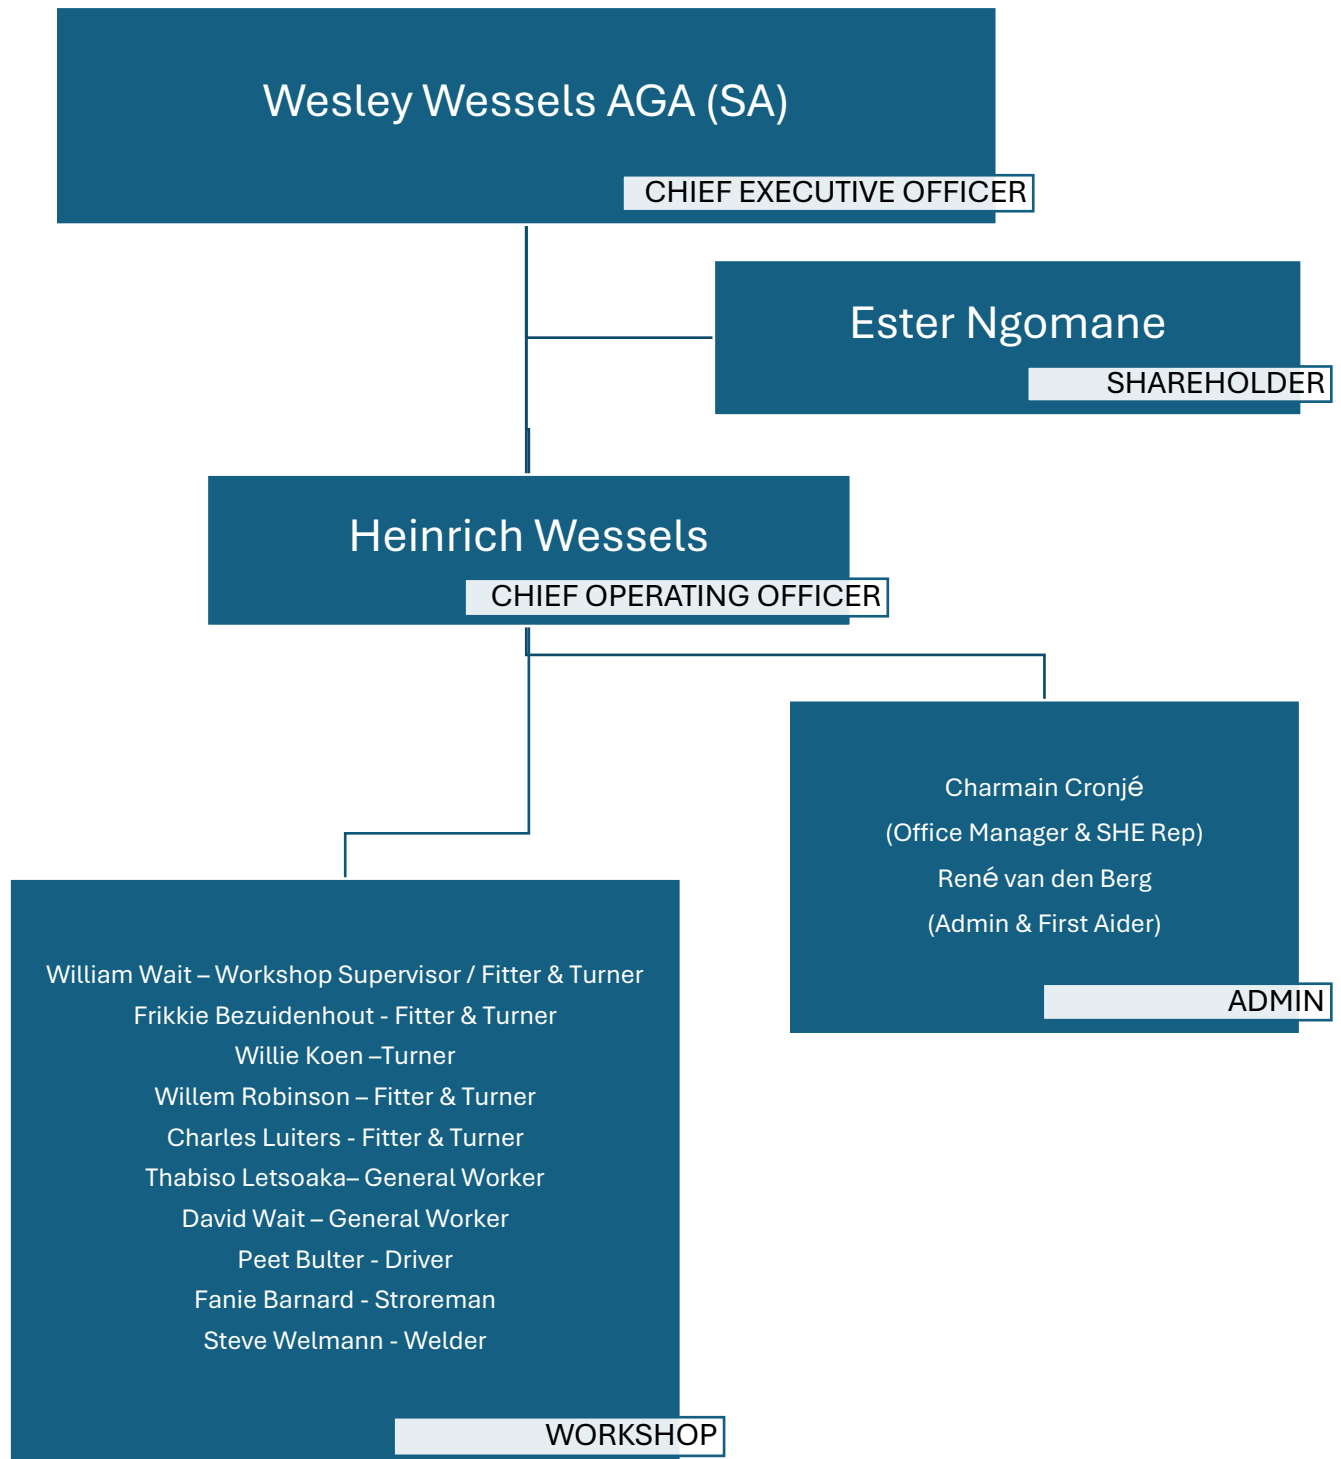 Wesley Wessels AGA (SA)
CHIEF EXECUTIVE OFFICER
Ester Ngomane
SHAREHOLDER
Heinrich Wessels
CHIEF OPERATING OFFICER
Charmain Cronjé
(Office Manager & SHE Rep)
René van den Berg
(Admin & First Aider)
ADMIN
William Wait – Workshop Supervisor / Fitter & Turner
Frikkie Bezuidenhout - Fitter & Turner
Willie Koen –Turner
Willem Robinson – Fitter & Turner
Charles Luiters - Fitter & Turner
Thabiso Letsoaka– General Worker
David Wait – General Worker
Peet Bulter - Driver
Fanie Barnard - Stroreman
Steve Welmann - Welder
WORKSHOP